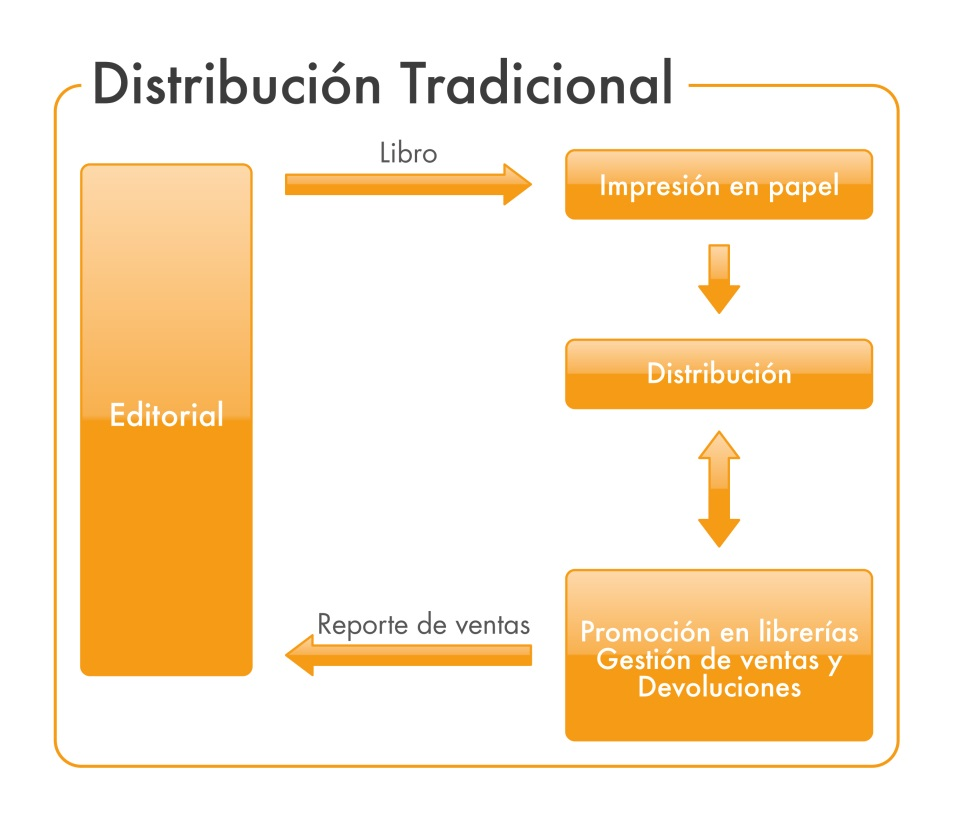 Distribución Tradicional
Libro
Impresión en papel
Distribución
Editorial
Reporte de ventas
Promoción en librerías
Gestión de ventas y
Devoluciones